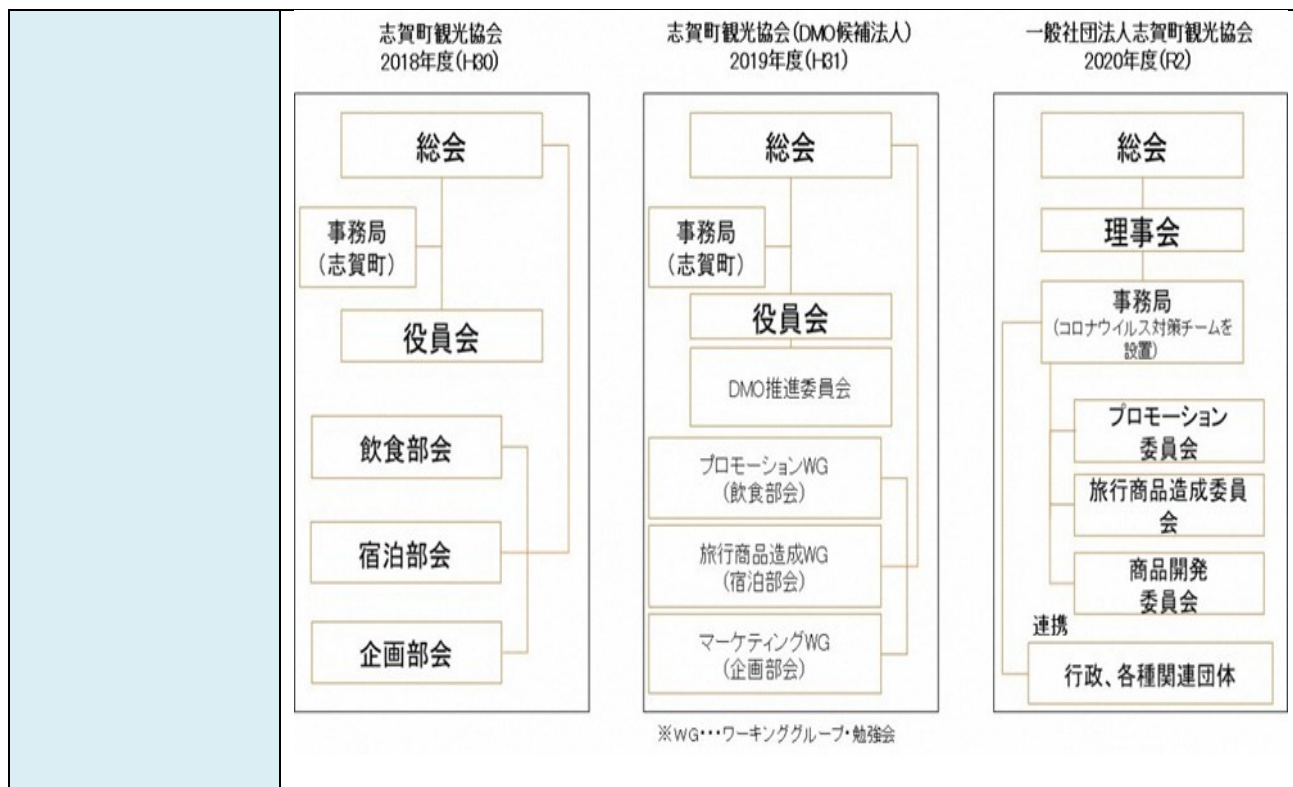 志賀町観光協会
2018年度(H30)
総会
事務局
(志賀町)
役員会
飲食部会
宿泊部会
企画部会
志賀町観光協会(DMO候補法人)
2019年度(H31)
総会
事務局
(志賀町)
役員会
DMO推進委員会
プロモーションWG
(飲食部会)
旅行商品造成WG
(宿泊部会)
マーケティングWG
(企画部会)
※WG・・・ワーキンググループ・勉強会
一般社団法人志賀町観光協会
2020年度(R2)
総会
理事会
事務局
(コロナウイルス対策チームを
設置)
プロモーション
委員会
旅行商品造成委員
会
商品開発
委員会
連携
行政、各種関連団体